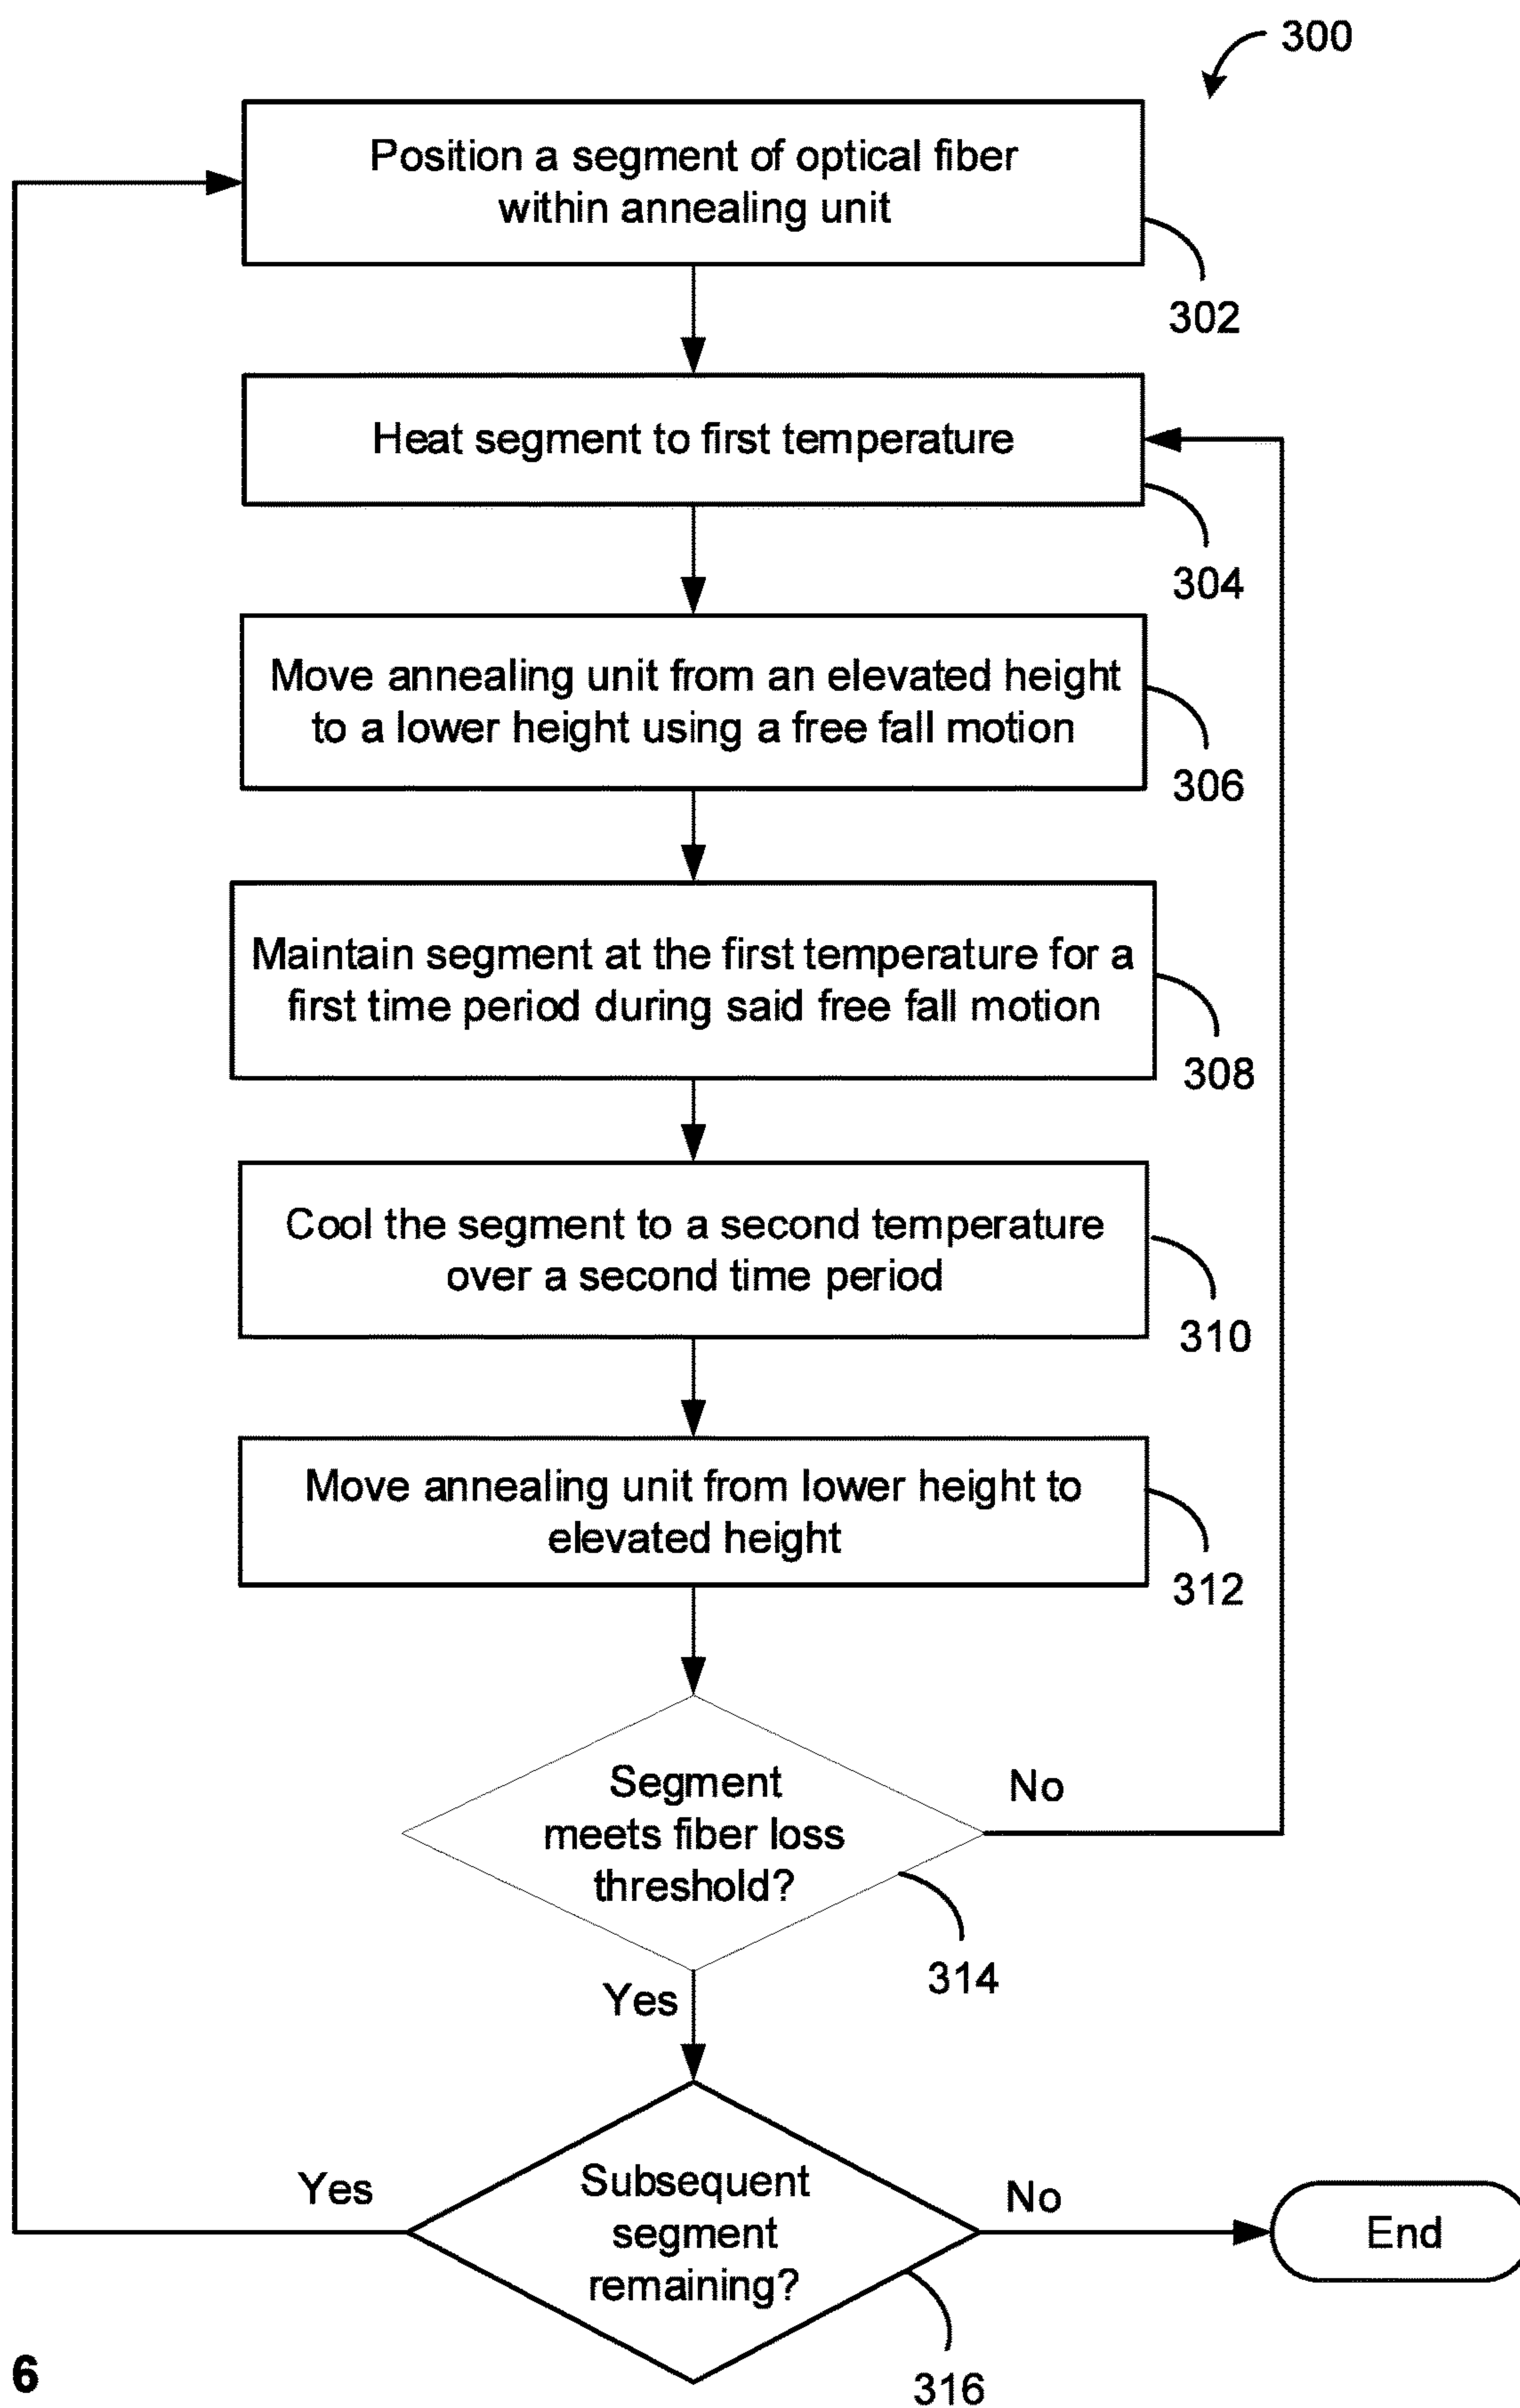 300
Position a segment of optical fiber
within annealing unit
302
Heat segment to first temperature
304
Move annealing unit from an elevated height
to a lower height using a free fall motion
306
Maintain segment at the first temperature for a
first time period during said free fall motion
308
Cool the segment to a second temperature
over a second time period
310
Move annealing unit from lower height to
elevated height
312
Segment
meets fiber loss
threshold?
No
314
Yes
Subsequent
segment
remaining?
Yes
No
End
316
6